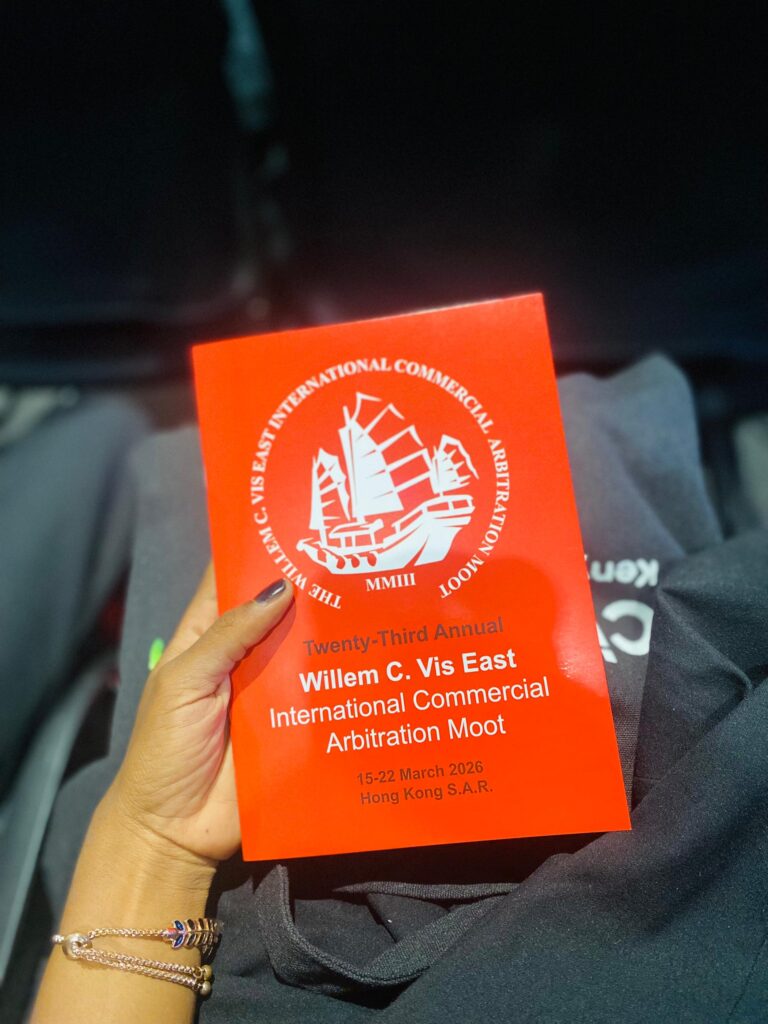 THE WILLEM C. VIS EAST INTERNATIONAL COMMERCIAL ARBITRATION MOOT
MMIII
Twenty-Third Annual
Willem C. Vis East
International Commercial
Arbitration Moot
15-22 March 2026
Hong Kong S.A.R.